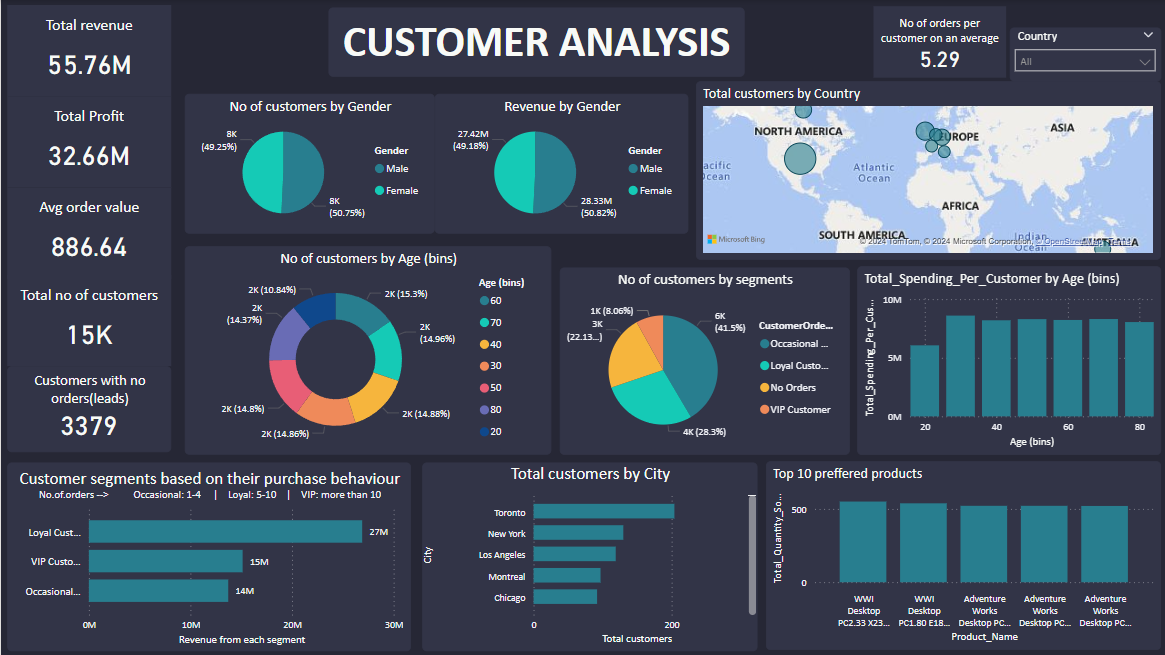 Total revenue
55.76M
Total Profit
32.66M
Avg order value
886.64
Total no of customers
15K
Customers with no
orders(leads)
3379
CUSTOMER ANALYSIS
No of orders per
customer on an average
5.29
Country
All
No of customers by Gender
8K
(49.25%)
8K
(50.75%)
Gender
Male
Female
Revenue by Gender
27.42M
(49.18%)
28.33M
(50.82%)
Gender
Male
Female
Total customers by Country
NORTH AMERICA
EUROPE
ASIA
acific
Ocean
Atlantic
Ocean
AFRICA
SOUTH AMERICA
Indian
Ocean
Microsoft Bing
© 2024 TomTom, © 2024 Microsoft Corporation, © OpenStreetMap Terms
No of customers by Age (bins)
2K (15.3%)
2K
(14.96%)
2K (14.88%)
2K (14.86%)
2K (14.8%)
2K
(14.37%)
2K (10.84%)
Age (bins)
60
70
40
30
50
80
20
No of customers by segments
6K
(41.5%)
4K (28.3%)
3K
(22.13...)
1K (8.06%)
CustomerOrde...
Occasional ...
Loyal Custo...
No Orders
VIP Customer
Total_Spending_Per_Customer by Age (bins)
Total_Spending_Per_Cus...
10M
5M
0M
20
40
60
80
Age (bins)
Customer segments based on their purchase behaviour
No.of.orders --> Occasional: 1-4 | Loyal: 5-10 | VIP: more than 10
Loyal Cust...
27M
VIP Custo...
15M
Occasional...
14M
0M
10M
20M
30M
Revenue from each segment
Total customers by City
City
Toronto
New York
Los Angeles
Montreal
Chicago
0
200
Total customers
Top 10 preffered products
Total_Quantity_So...
500
0
WWI
Desktop
PC2.33 X23...
WWI
Desktop
PC1.80 E18...
Adventure
Works
Desktop PC...
Adventure
Works
Desktop PC...
Adventure
Works
Desktop PC...
Product_Name